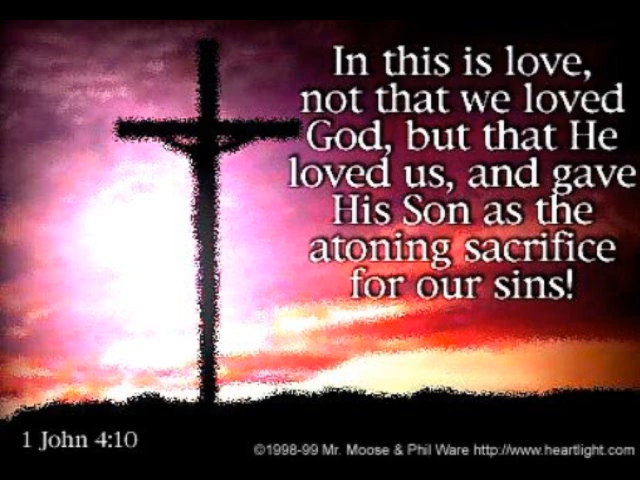 In this is love,
not that we loved
God, but that He
loved us, and gave
His Son as the
atoning sacrifice
for our sins!
1 John 4:10
©1998-99 Mr. Moose & Phil Ware http://www.heartlight.com